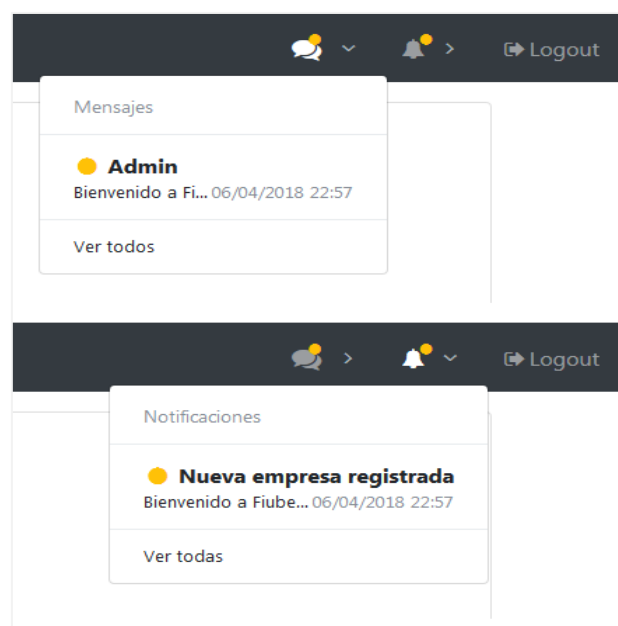 Logout
Mensajes
Admin
Bienvenido a Fi... 06/04/2018 22:57
Ver todos
Logout
Notificaciones
Nueva empresa registrada
Bienvenido a Fiube... 06/04/2018 22:57
Ver todas